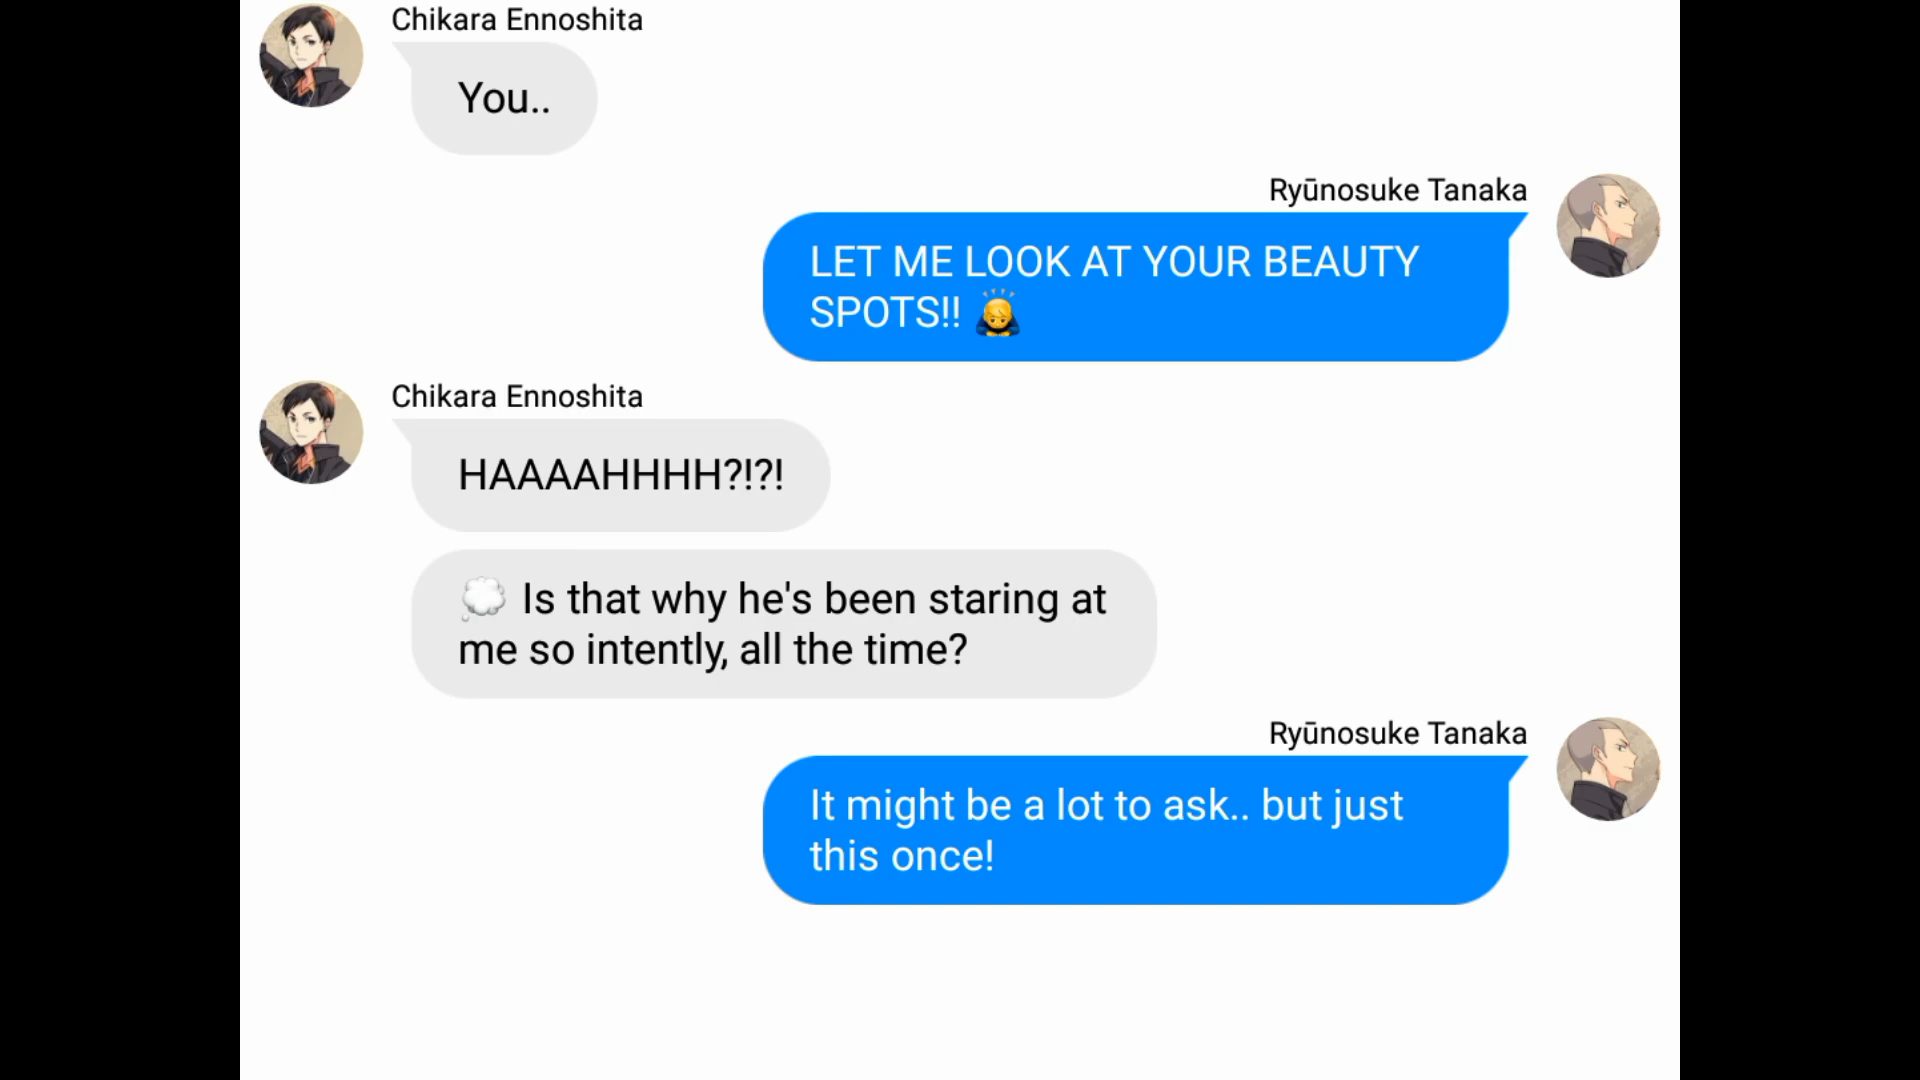 Chikara Ennoshita
You..
Ryūnosuke Tanaka
LET ME LOOK AT YOUR BEAUTY
SPOTS!! 🙇
Chikara Ennoshita
HAAAAHHHH?!?!
💭 Is that why he's been staring at
me so intently, all the time?
Ryūnosuke Tanaka
It might be a lot to ask.. but just
this once!